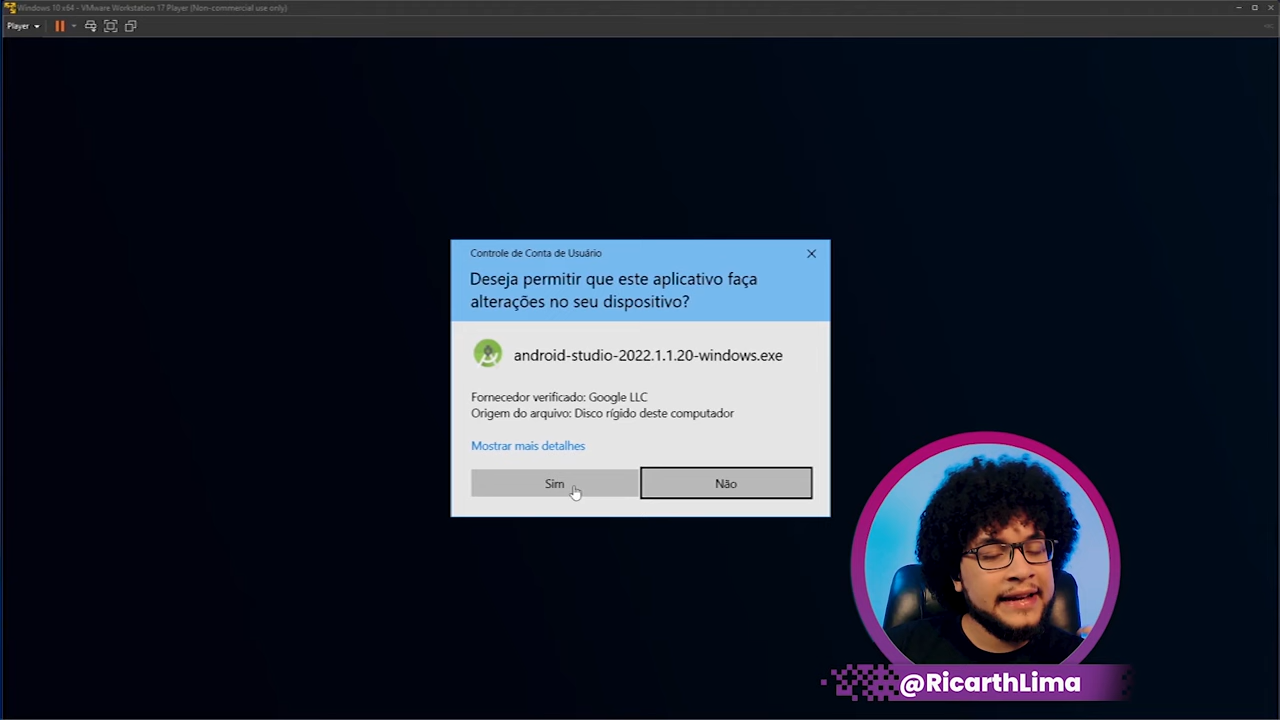 Windows 10 x64 - VMware Workstation 17 Player (Non-commercial use only)
Player
Controle de Conta de Usuário
Deseja permitir que este aplicativo faça
alterações no seu dispositivo?
android-studio-2022.1.1.20-windows.exe
Fornecedor verificado: Google LLC
Origem do arquivo: Disco rígido deste computador
Mostrar mais detalhes
Sim
Não
@RicarthLima